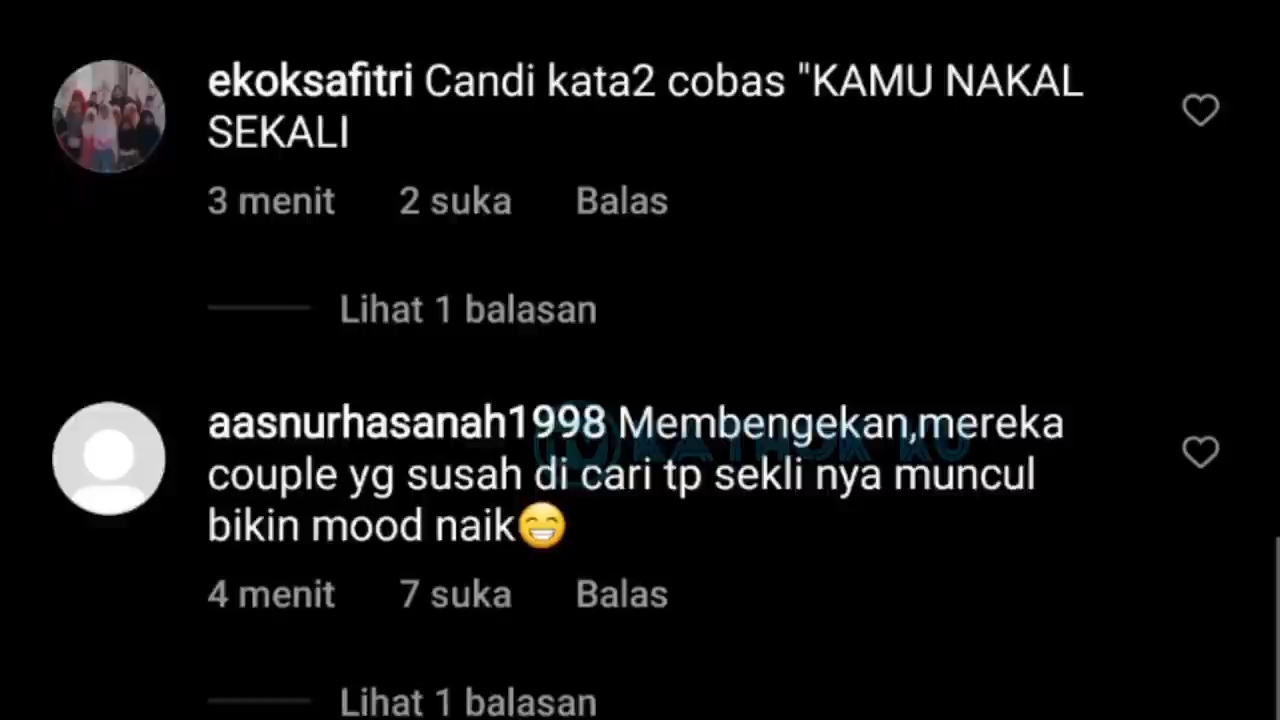 ekoksafitri Candi kata2 cobas "KAMU NAKAL
SEKALI
3 menit 2 suka Balas
Lihat 1 balasan
aasnurhasanah1998 Membengekan,mereka
couple yg susah di cari tp sekli nya muncul
bikin mood naik😁
4 menit 7 suka Balas
Lihat 1 balasan